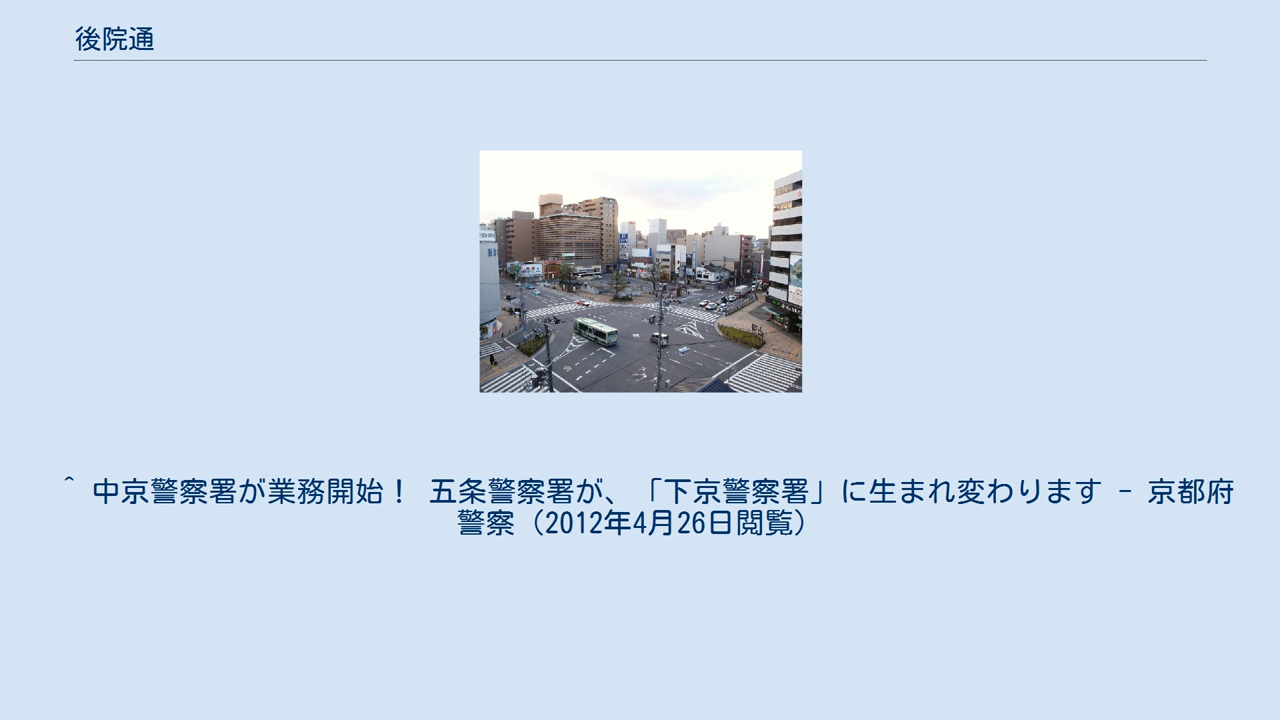 後院通
^ 中京警察署が業務開始！ 五条警察署が、「下京警察署」に生まれ変わります - 京都府
警察（2012年4月26日閲覧）